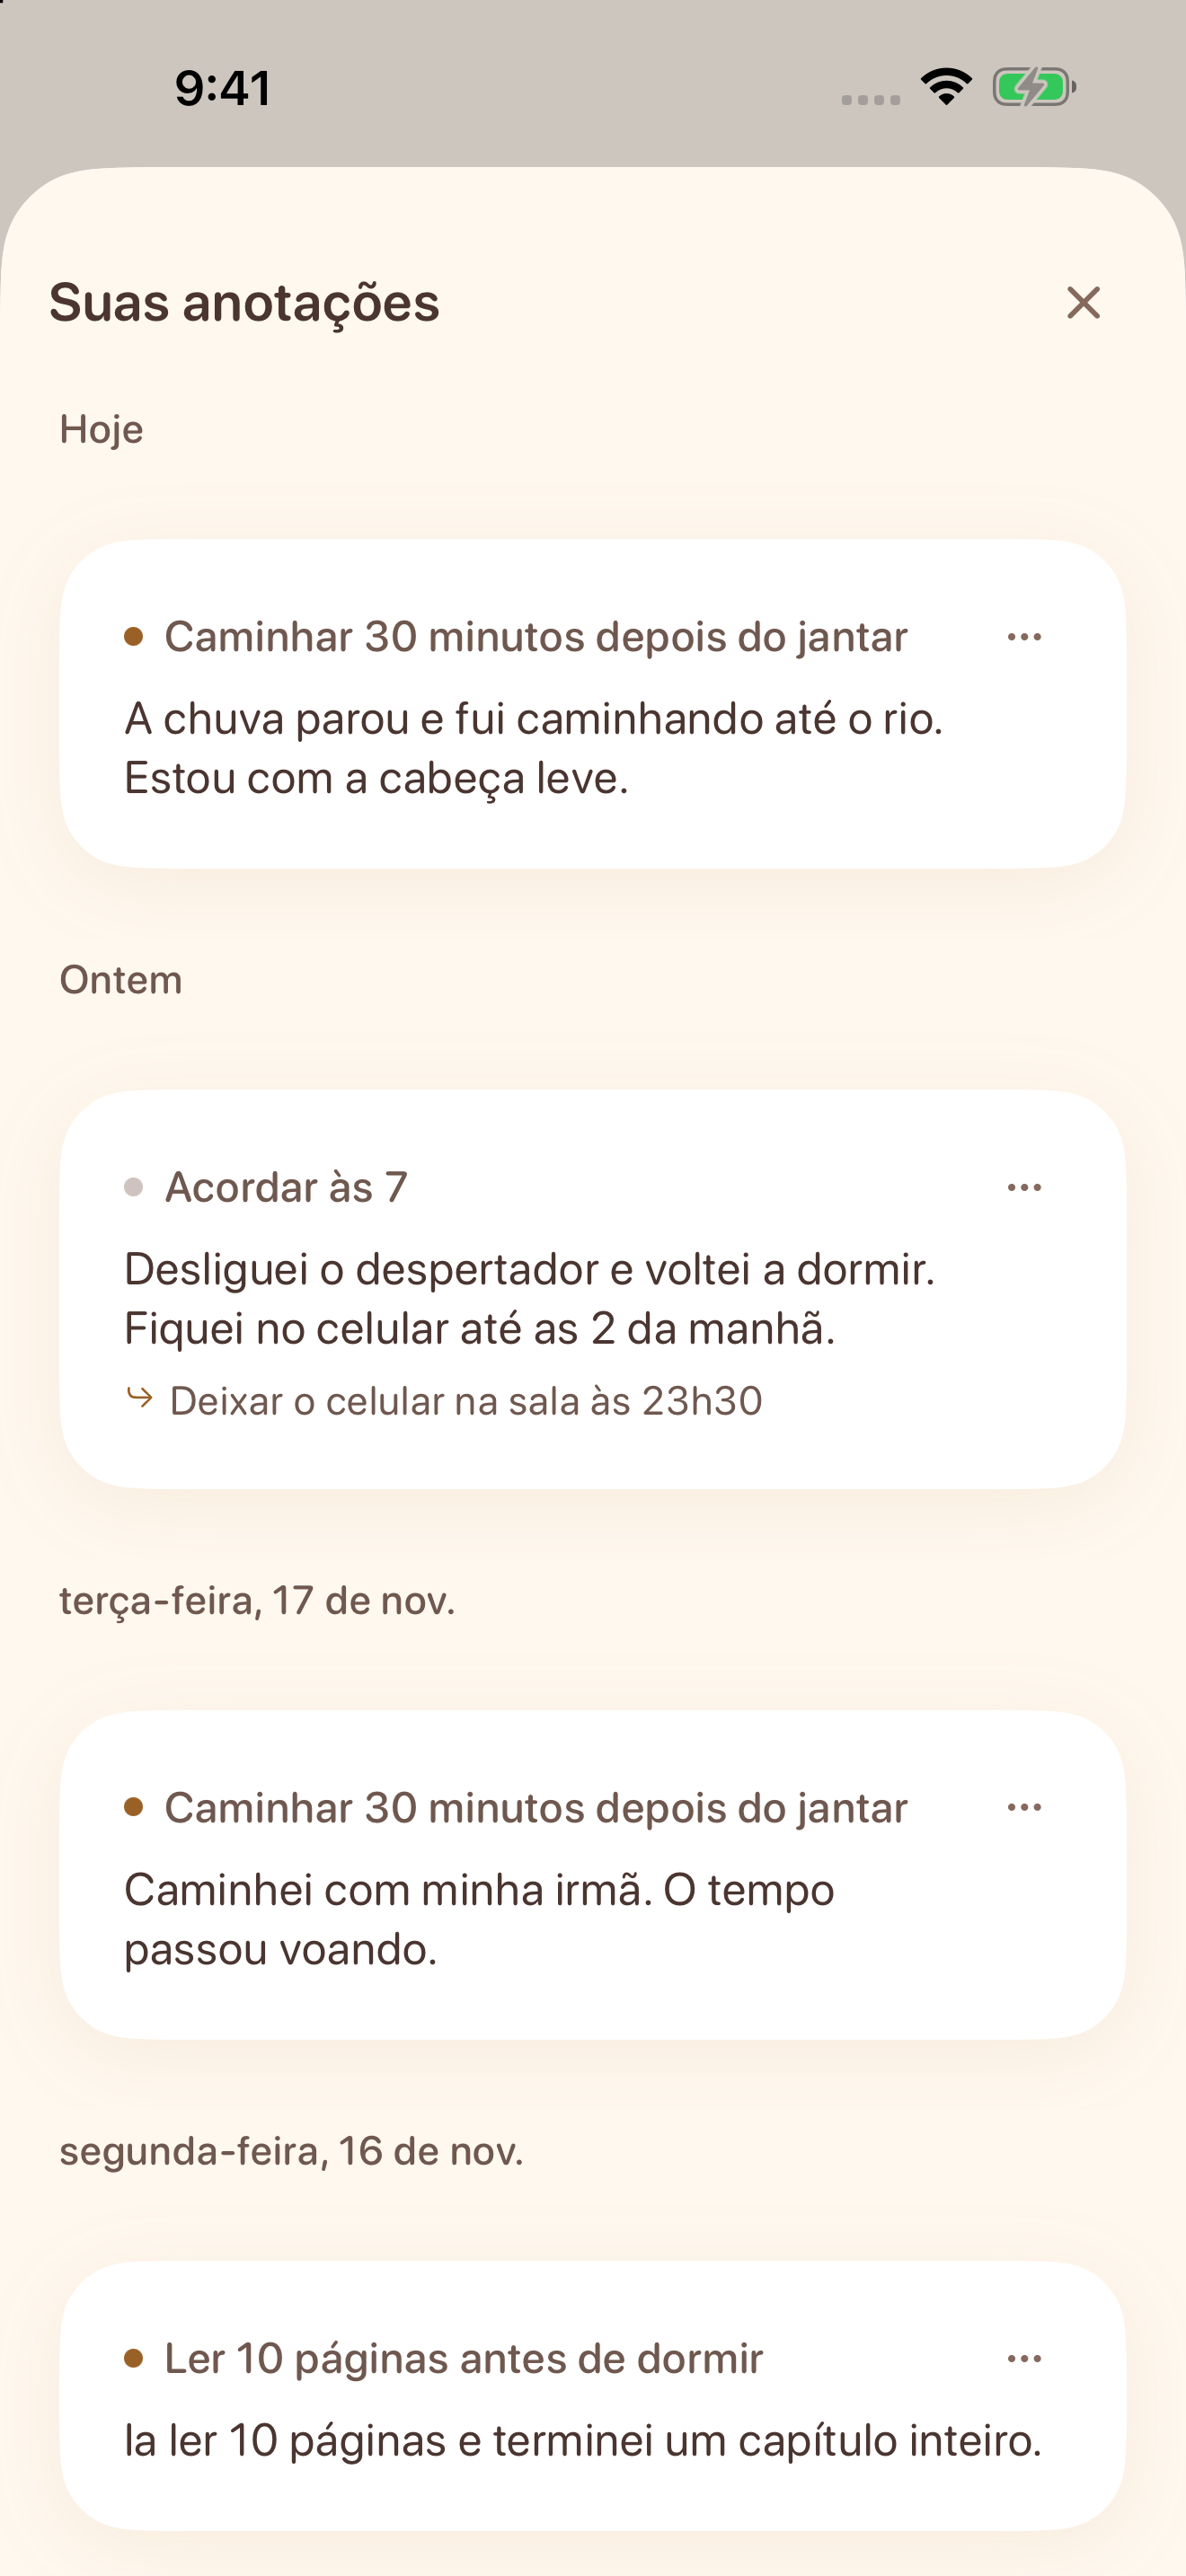 9:41
Suas anotações
Hoje
Caminhar 30 minutos depois do jantar
A chuva parou e fui caminhando até o rio.
Estou com a cabeça leve.
Ontem
Acordar às 7
Desliguei o despertador e voltei a dormir.
Fiquei no celular até as 2 da manhã.
Deixar o celular na sala às 23h30
terça-feira, 17 de nov.
Caminhar 30 minutos depois do jantar
Caminhei com minha irmã. O tempo
passou voando.
segunda-feira, 16 de nov.
Ler 10 páginas antes de dormir
Ia ler 10 páginas e terminei um capítulo inteiro.